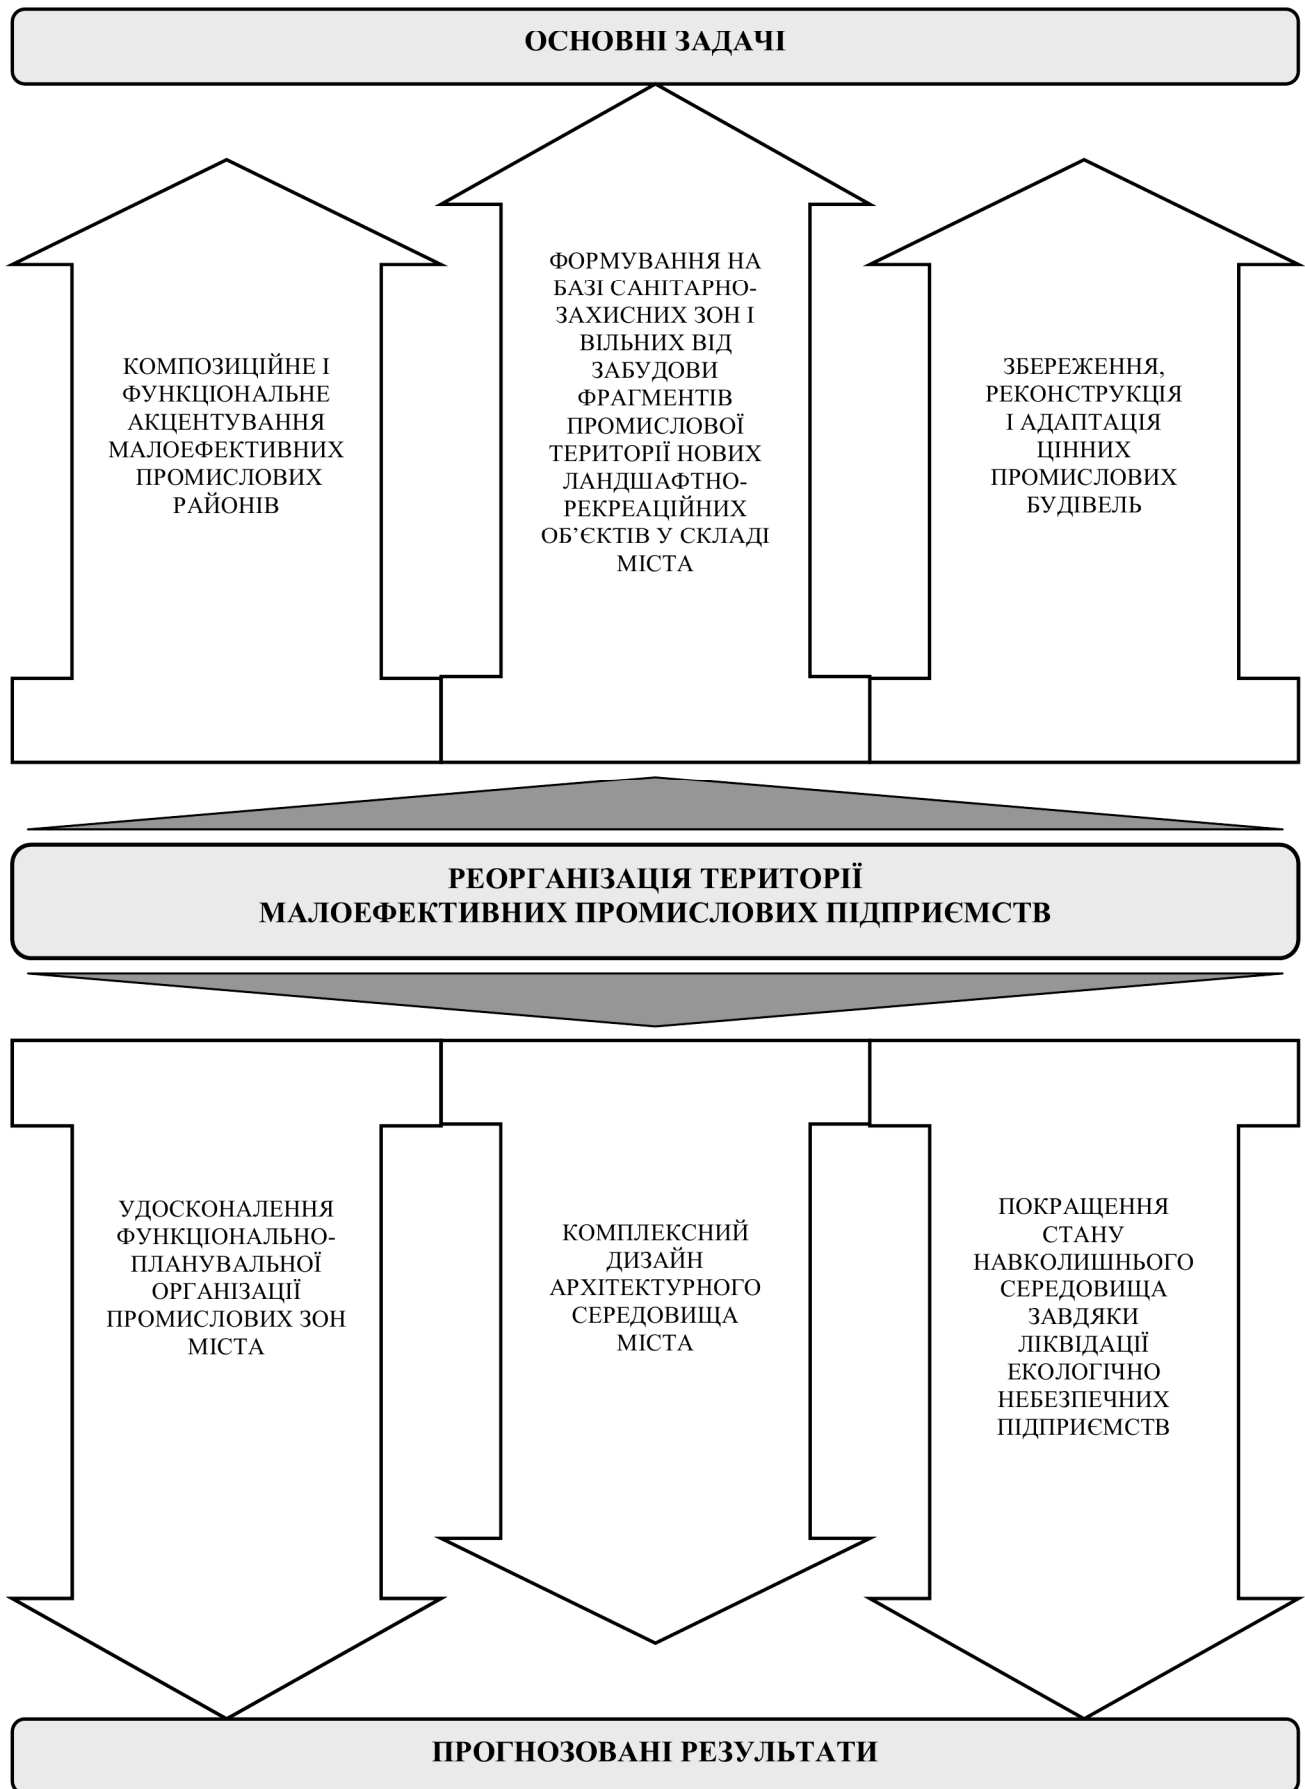 ОСНОВНІ ЗАДАЧІ
КОМПОЗИЦІЙНЕ І
ФУНКЦІОНАЛЬНЕ
АКЦЕНТУВАННЯ
МАЛОЕФЕКТИВНИХ
ПРОМИСЛОВИХ
РАЙОНІВ
ФОРМУВАННЯ НА
БАЗІ САНІТАРНО-
ЗАХИСНИХ ЗОН І
ВІЛЬНИХ ВІД
ЗАБУДОВИ
ФРАГМЕНТІВ
ПРОМИСЛОВОЇ
ТЕРИТОРІЇ НОВИХ
ЛАНДШАФТНО-
РЕКРЕАЦІЙНИХ
ОБ’ЄКТІВ У СКЛАДІ
МІСТА
ЗБЕРЕЖЕННЯ,
РЕКОНСТРУКЦІЯ
І АДАПТАЦІЯ
ЦІННИХ
ПРОМИСЛОВИХ
БУДІВЕЛЬ
РЕОРГАНІЗАЦІЯ ТЕРИТОРІЇ
МАЛОЕФЕКТИВНИХ ПРОМИСЛОВИХ ПІДПРИЄМСТВ
УДОСКОНАЛЕННЯ
ФУНКЦІОНАЛЬНО-
ПЛАНУВАЛЬНОЇ
ОРГАНІЗАЦІЇ
ПРОМИСЛОВИХ ЗОН
МІСТА
КОМПЛЕКСНИЙ
ДИЗАЙН
АРХІТЕКТУРНОГО
СЕРЕДОВИЩА
МІСТА
ПОКРАЩЕННЯ
СТАНУ
НАВКОЛИШНЬОГО
СЕРЕДОВИЩА
ЗАВДЯКИ
ЛІКВІДАЦІЇ
ЕКОЛОГІЧНО
НЕБЕЗПЕЧНИХ
ПІДПРИЄМСТВ
ПРОГНОЗОВАНІ РЕЗУЛЬТАТИ